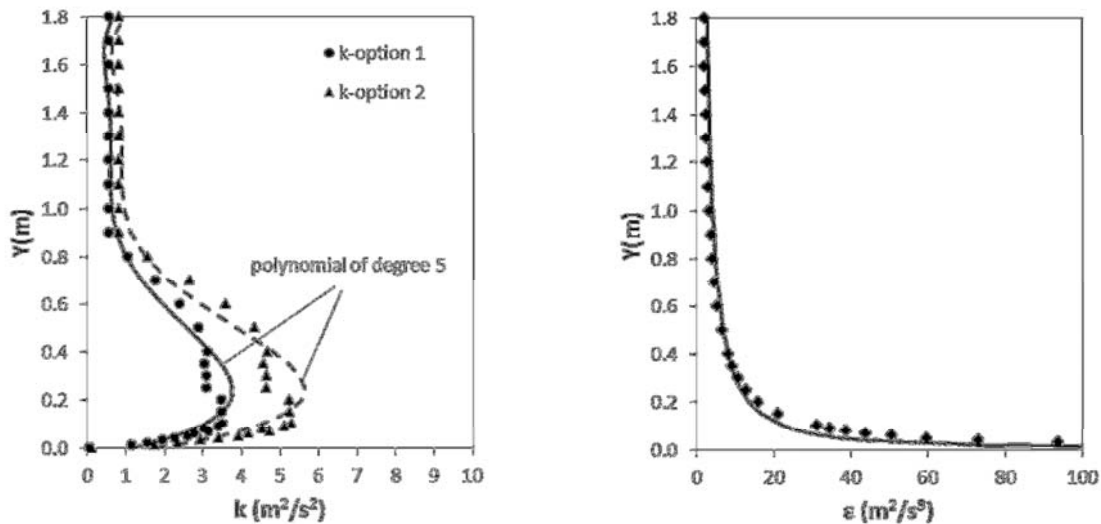 1.8
1.6
1.4
1.2
1.0
0.8
0.6
0.4
0.2
0.0
Y(m)
k-option 1
k-option 2
polynomial of degree 5
0 1 2 3 4 5 6 7 8 9 10
k (m²/s²)
1.8
1.6
1.4
1.2
1.0
0.8
0.6
0.4
0.2
0.0
Y(m)
0 20 40 60 80 100
ε (m²/s³)